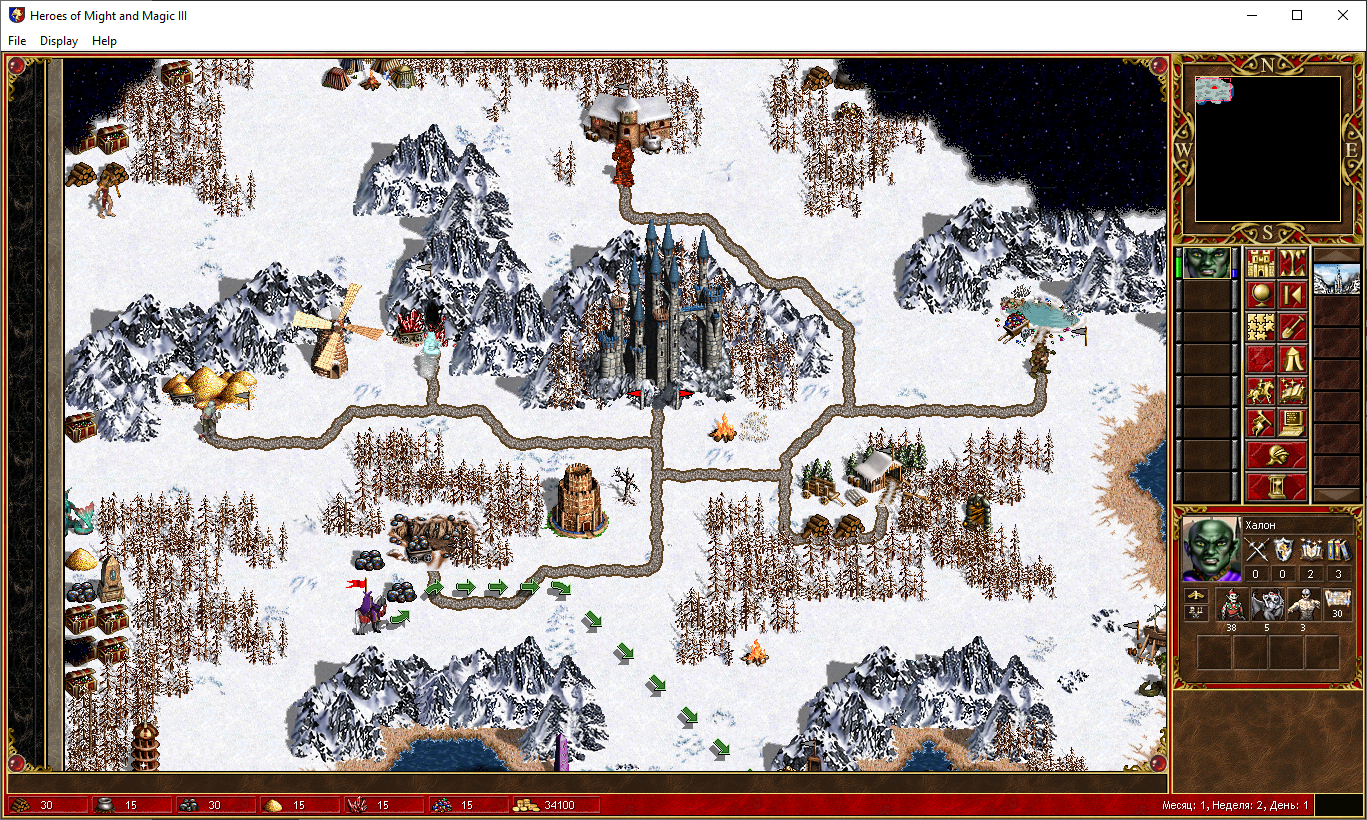 Heroes of Might and Magic III
File Display Help
N
W
E
S
Халон
0 0 2 3
30
38 5 3
30 15 30 15 15 15 34100
Месяц: 1, Неделя: 2, День: 1